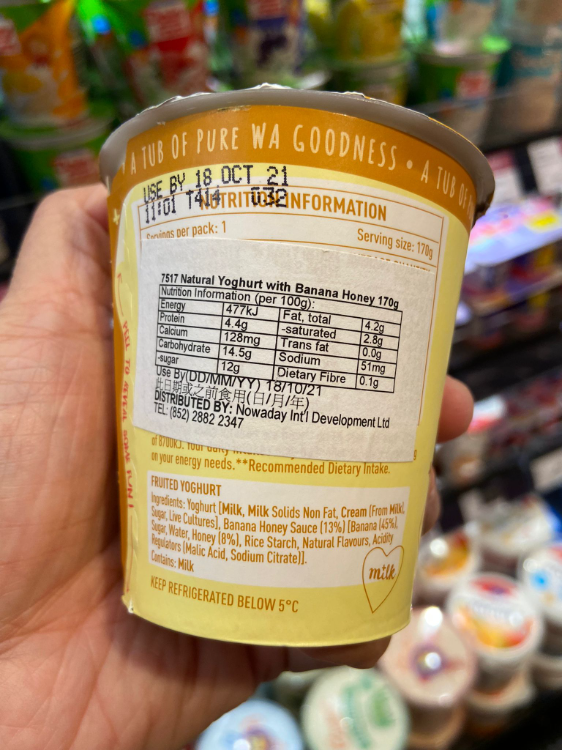 A TUB OF PURE WA GOODNESS • A TUB OF
USE BY 18 OCT 21
11:01 T414 032
NUTRITION INFORMATION
Servings per pack: 1
Serving size: 170g
7517 Natural Yoghurt with Banana Honey 170g
Nutrition Information (per 100g):
Energy 477kJ Fat, total 4.2g
Protein 4.4g -saturated 2.8g
Calcium 128mg Trans fat 0.0g
Carbohydrate 14.5g Sodium 51mg
-sugar 12g Dietary Fibre 0.1g
Use By(DD/MM/YY) 18/10/21
此日期或之前食用(日/月/年)
DISTRIBUTED BY: Nowaday Int'l Development Ltd
TEL: (852) 2882 2347
of 8700KJ. Your daily
on your energy needs. **Recommended Dietary Intake.
FRUITED YOGHURT
Ingredients: Yoghurt [Milk, Milk Solids Non Fat, Cream (From Milk),
Sugar, Live Cultures], Banana Honey Sauce (13%) [Banana (45%),
Sugar, Water, Honey (8%), Rice Starch, Natural Flavours, Acidity
Regulators (Malic Acid, Sodium Citrate)].
Contains: Milk
milk
KEEP REFRIGERATED BELOW 5°C